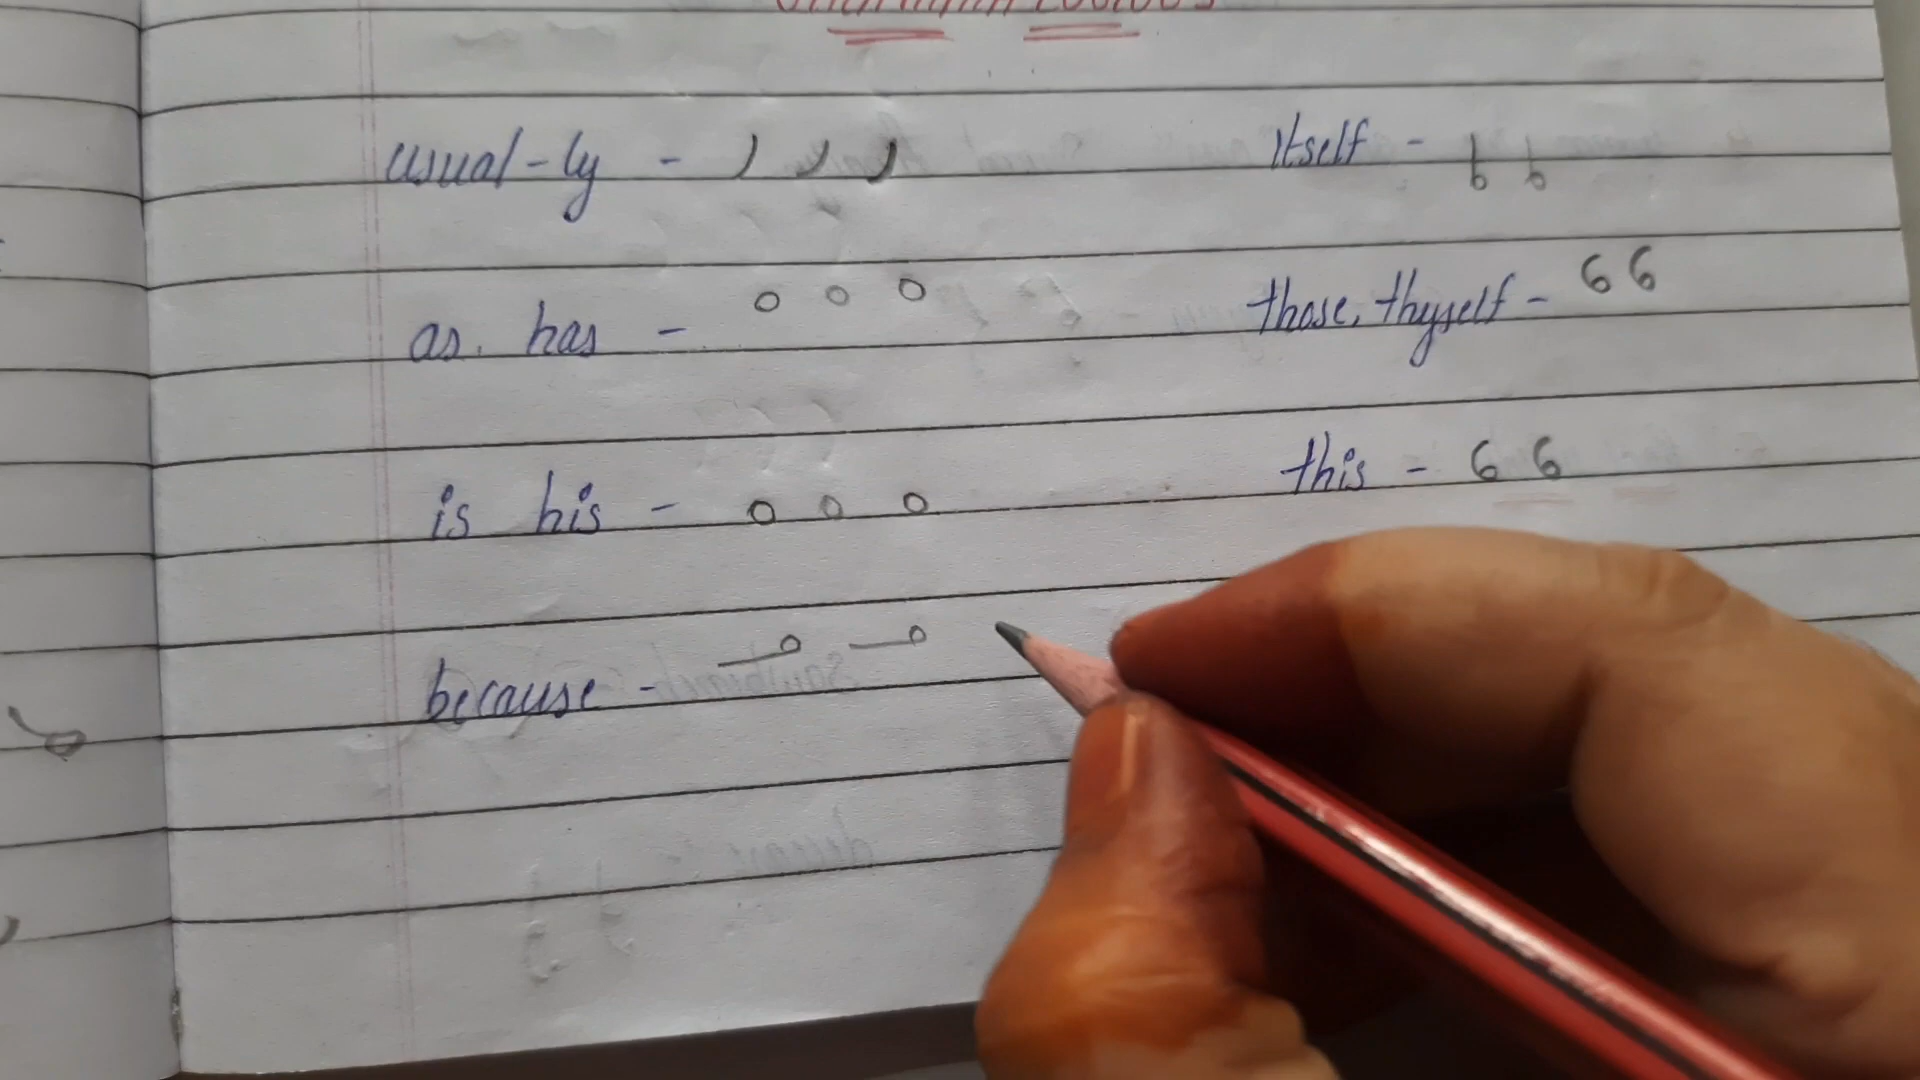 usual-ly -
itself -
as. has -
those, thyself -
is his -
this -
because -